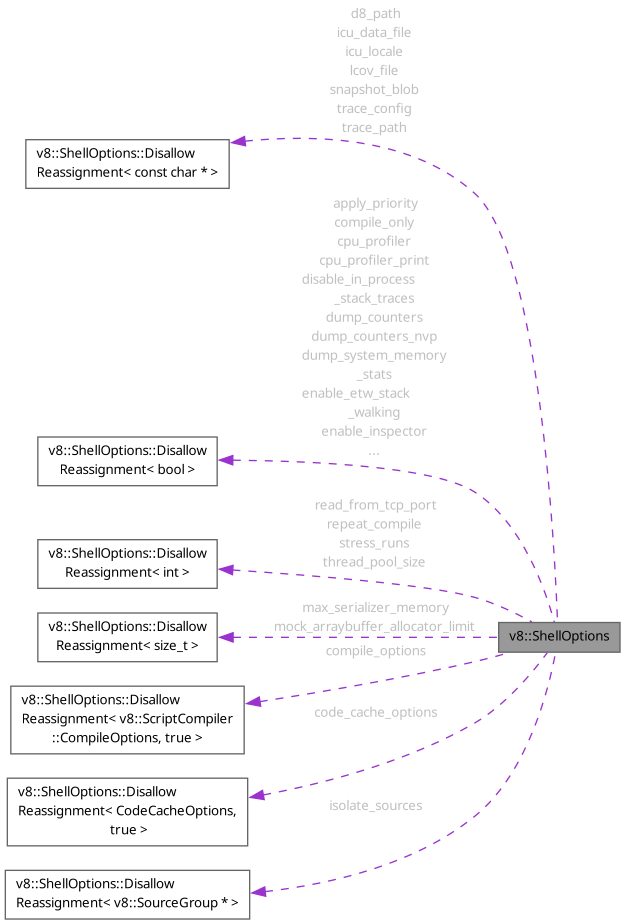 d8_path
icu_data_file
icu_locale
lcov_file
snapshot_blob
trace_config
trace_path
v8::ShellOptions::Disallow
Reassignment< const char * >
apply_priority
compile_only
cpu_profiler
cpu_profiler_print
disable_in_process
_stack_traces
dump_counters
dump_counters_nvp
dump_system_memory
_stats
enable_etw_stack
_walking
enable_inspector
...
v8::ShellOptions::Disallow
Reassignment< bool >
read_from_tcp_port
repeat_compile
stress_runs
thread_pool_size
v8::ShellOptions::Disallow
Reassignment< int >
max_serializer_memory
mock_arraybuffer_allocator_limit
v8::ShellOptions::Disallow
Reassignment< size_t >
v8::ShellOptions
compile_options
v8::ShellOptions::Disallow
Reassignment< v8::ScriptCompiler
::CompileOptions, true >
code_cache_options
v8::ShellOptions::Disallow
Reassignment< CodeCacheOptions,
true >
isolate_sources
v8::ShellOptions::Disallow
Reassignment< v8::SourceGroup * >